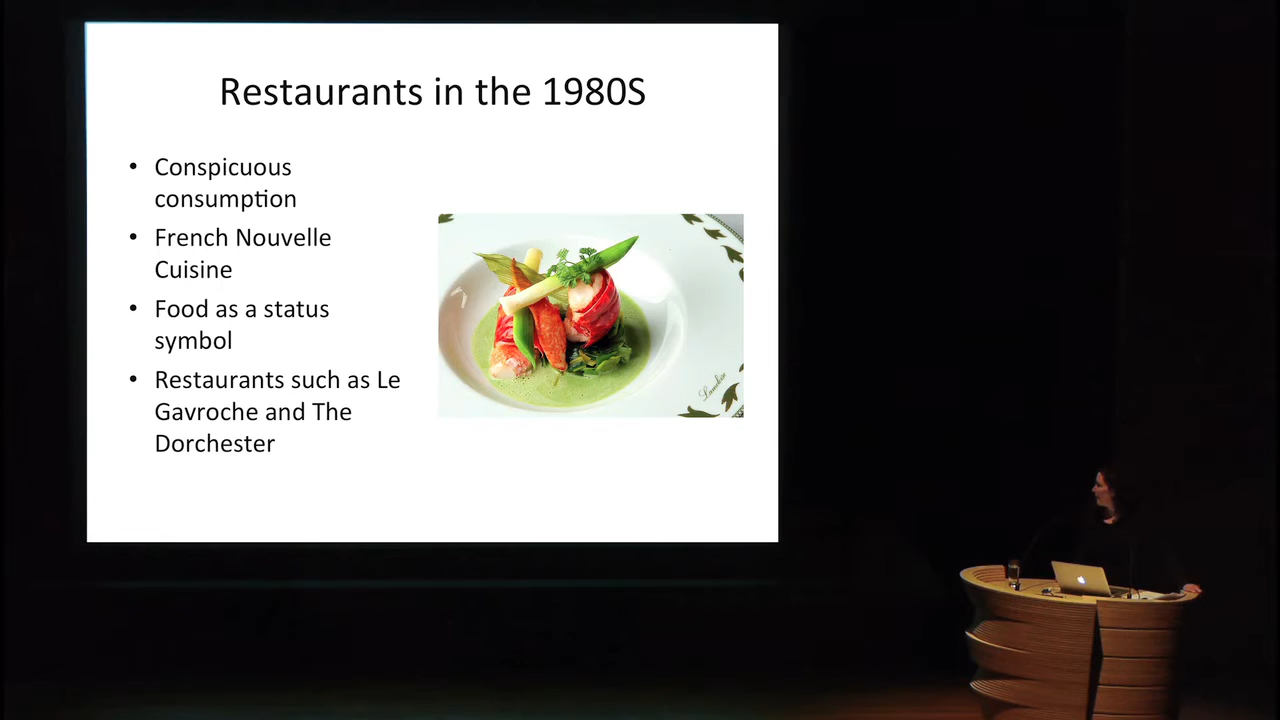 Restaurants in the 1980S
• Conspicuous
consumption
• French Nouvelle
Cuisine
• Food as a status
symbol
• Restaurants such as Le
Gavroche and The
Dorchester